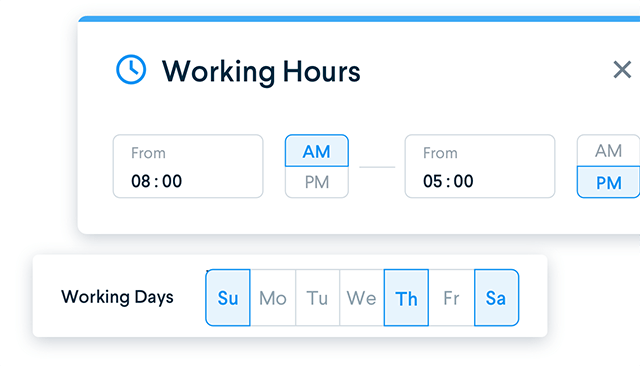 Working Hours
From From
08 : 00 AM PM 05 : 00 AM PM
Working Days Su Mo Tu We Th Fr Sa